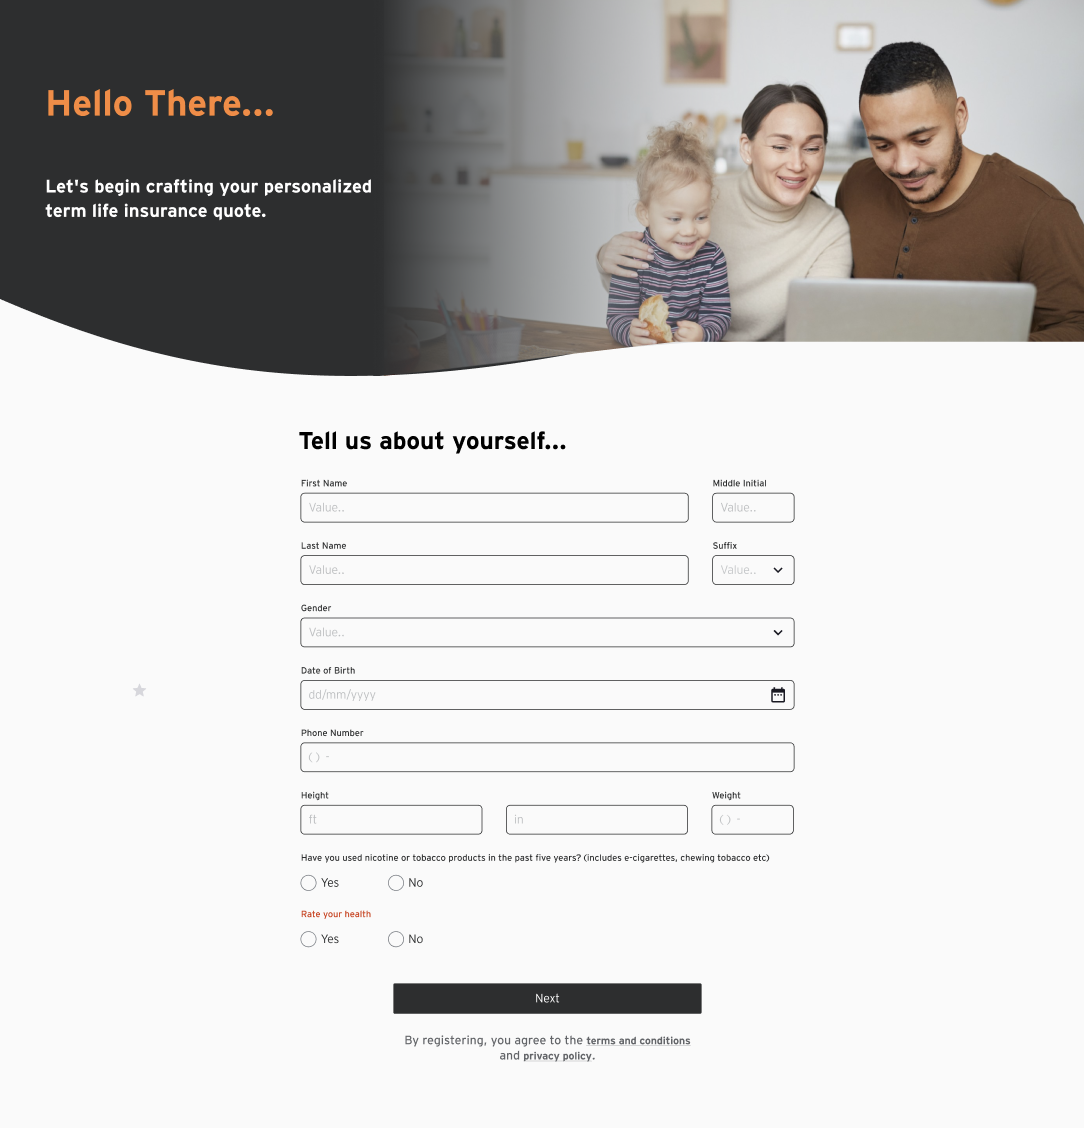 Hello There...
Let's begin crafting your personalized
term life insurance quote.
Tell us about yourself...
First Name
Middle Initial
Value..
Value..
Last Name
Suffix
Value..
Value..
Gender
Value..
Date of Birth
dd/mm/yyyy
Phone Number
( ) -
Height
Weight
ft
in
( ) -
Have you used nicotine or tobacco products in the past five years? (includes e-cigarettes, chewing tobacco etc)
Yes
No
Rate your health
Yes
No
Next
By registering, you agree to the terms and conditions
and privacy policy.